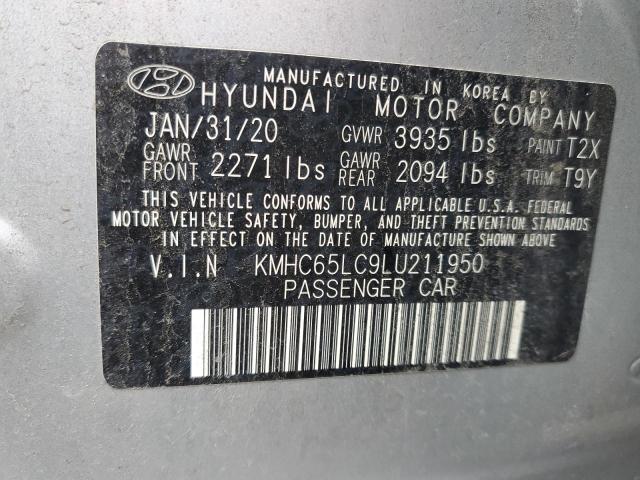 MANUFACTURED IN KOREA BY
HYUNDAI MOTOR COMPANY
JAN/31/20 GVWR 3935 lbs PAINT T2X
GAWR FRONT 2271 lbs GAWR REAR 2094 lbs TRIM T9Y
THIS VEHICLE CONFORMS TO ALL APPLICABLE U.S.A. FEDERAL
MOTOR VEHICLE SAFETY, BUMPER, AND THEFT PREVENTION STANDARDS
IN EFFECT ON THE DATE OF MANUFACTURE SHOWN ABOVE
V.I.N KMHC65LC9LU211950
PASSENGER CAR